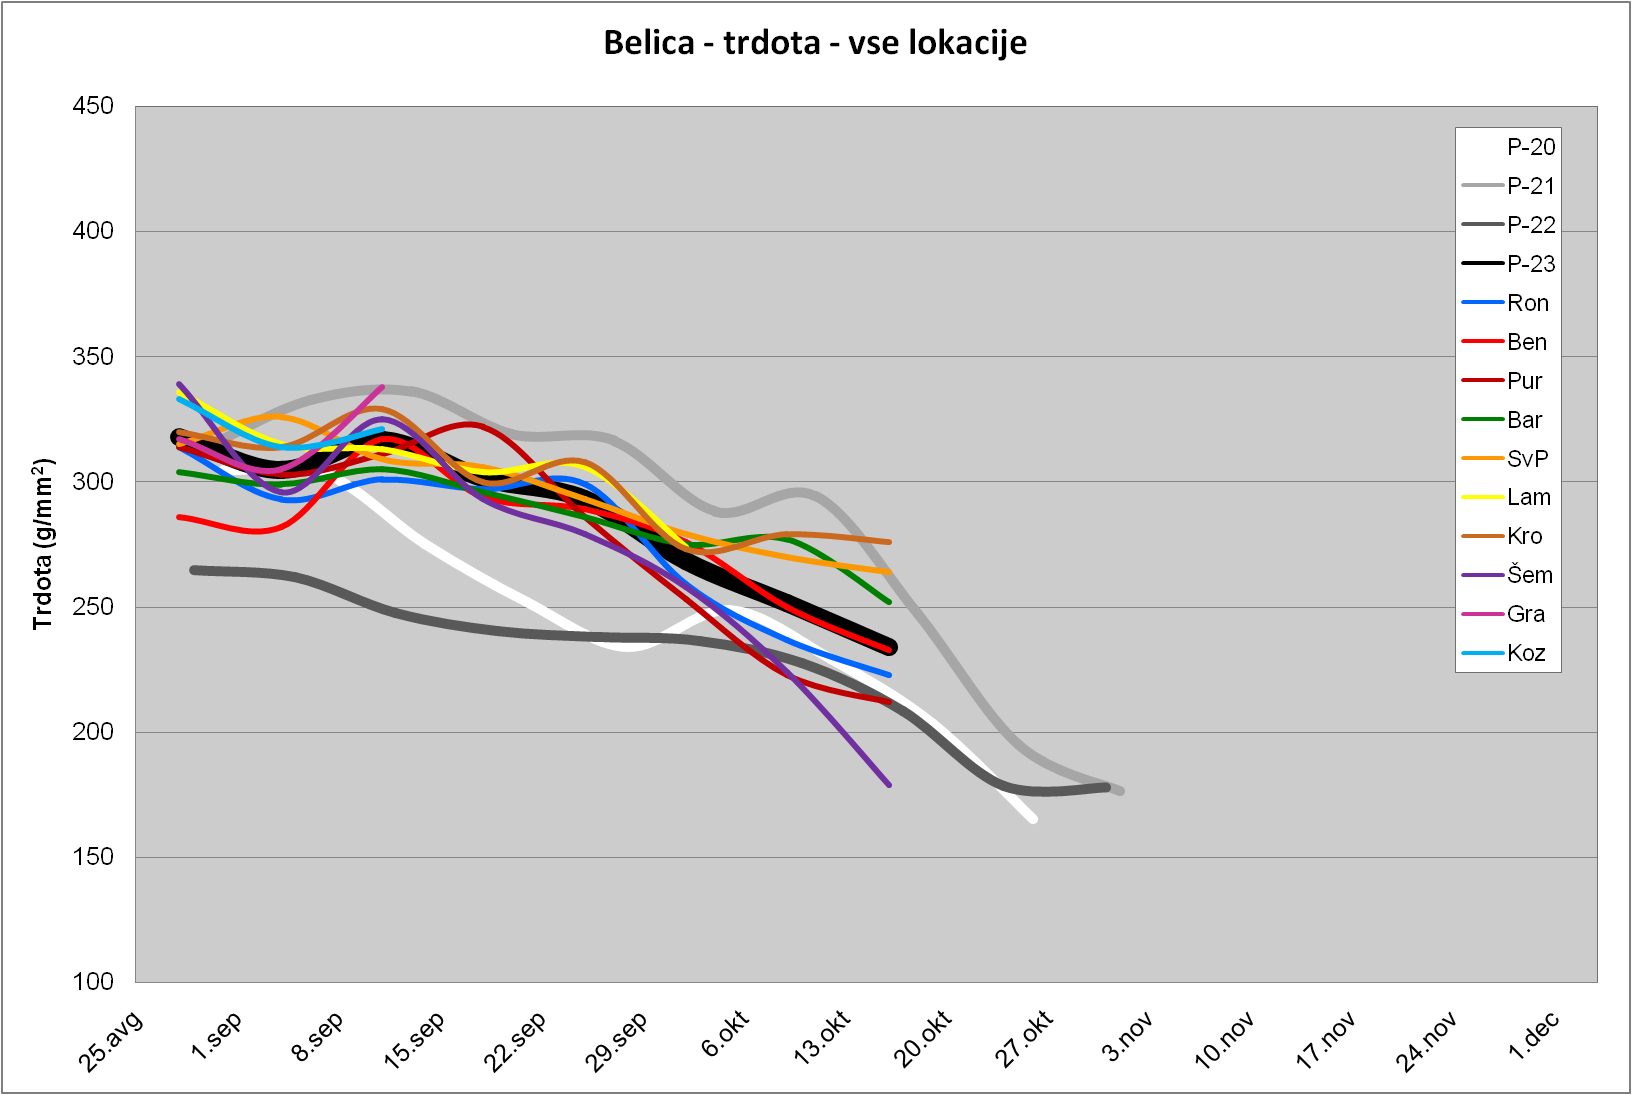 Belica - trdota - vse lokacije
Trdota (g/mm²)
450
400
350
300
250
200
150
100
25.avg
1.sep
8.sep
15.sep
22.sep
29.sep
6.okt
13.okt
20.okt
27.okt
3.nov
10.nov
17.nov
24.nov
1.dec
P-20
P-21
P-22
P-23
Ron
Ben
Pur
Bar
SvP
Lam
Kro
Šem
Gra
Koz